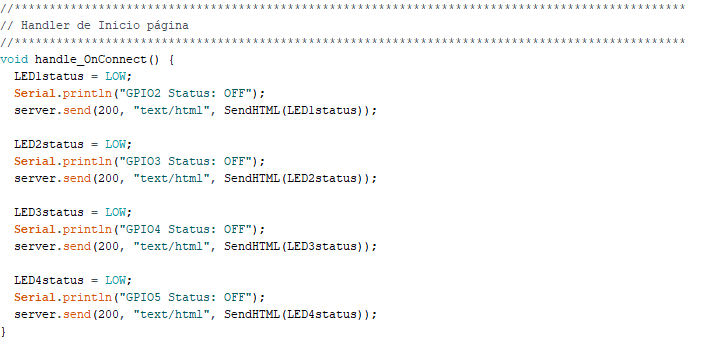 //************************************************************************************************
// Handler de Inicio página
//************************************************************************************************
void handle_OnConnect() {
  LED1status = LOW;
  Serial.println("GPIO2 Status: OFF");
  server.send(200, "text/html", SendHTML(LED1status));

  LED2status = LOW;
  Serial.println("GPIO3 Status: OFF");
  server.send(200, "text/html", SendHTML(LED2status));

  LED3status = LOW;
  Serial.println("GPIO4 Status: OFF");
  server.send(200, "text/html", SendHTML(LED3status));

  LED4status = LOW;
  Serial.println("GPIO5 Status: OFF");
  server.send(200, "text/html", SendHTML(LED4status));
}